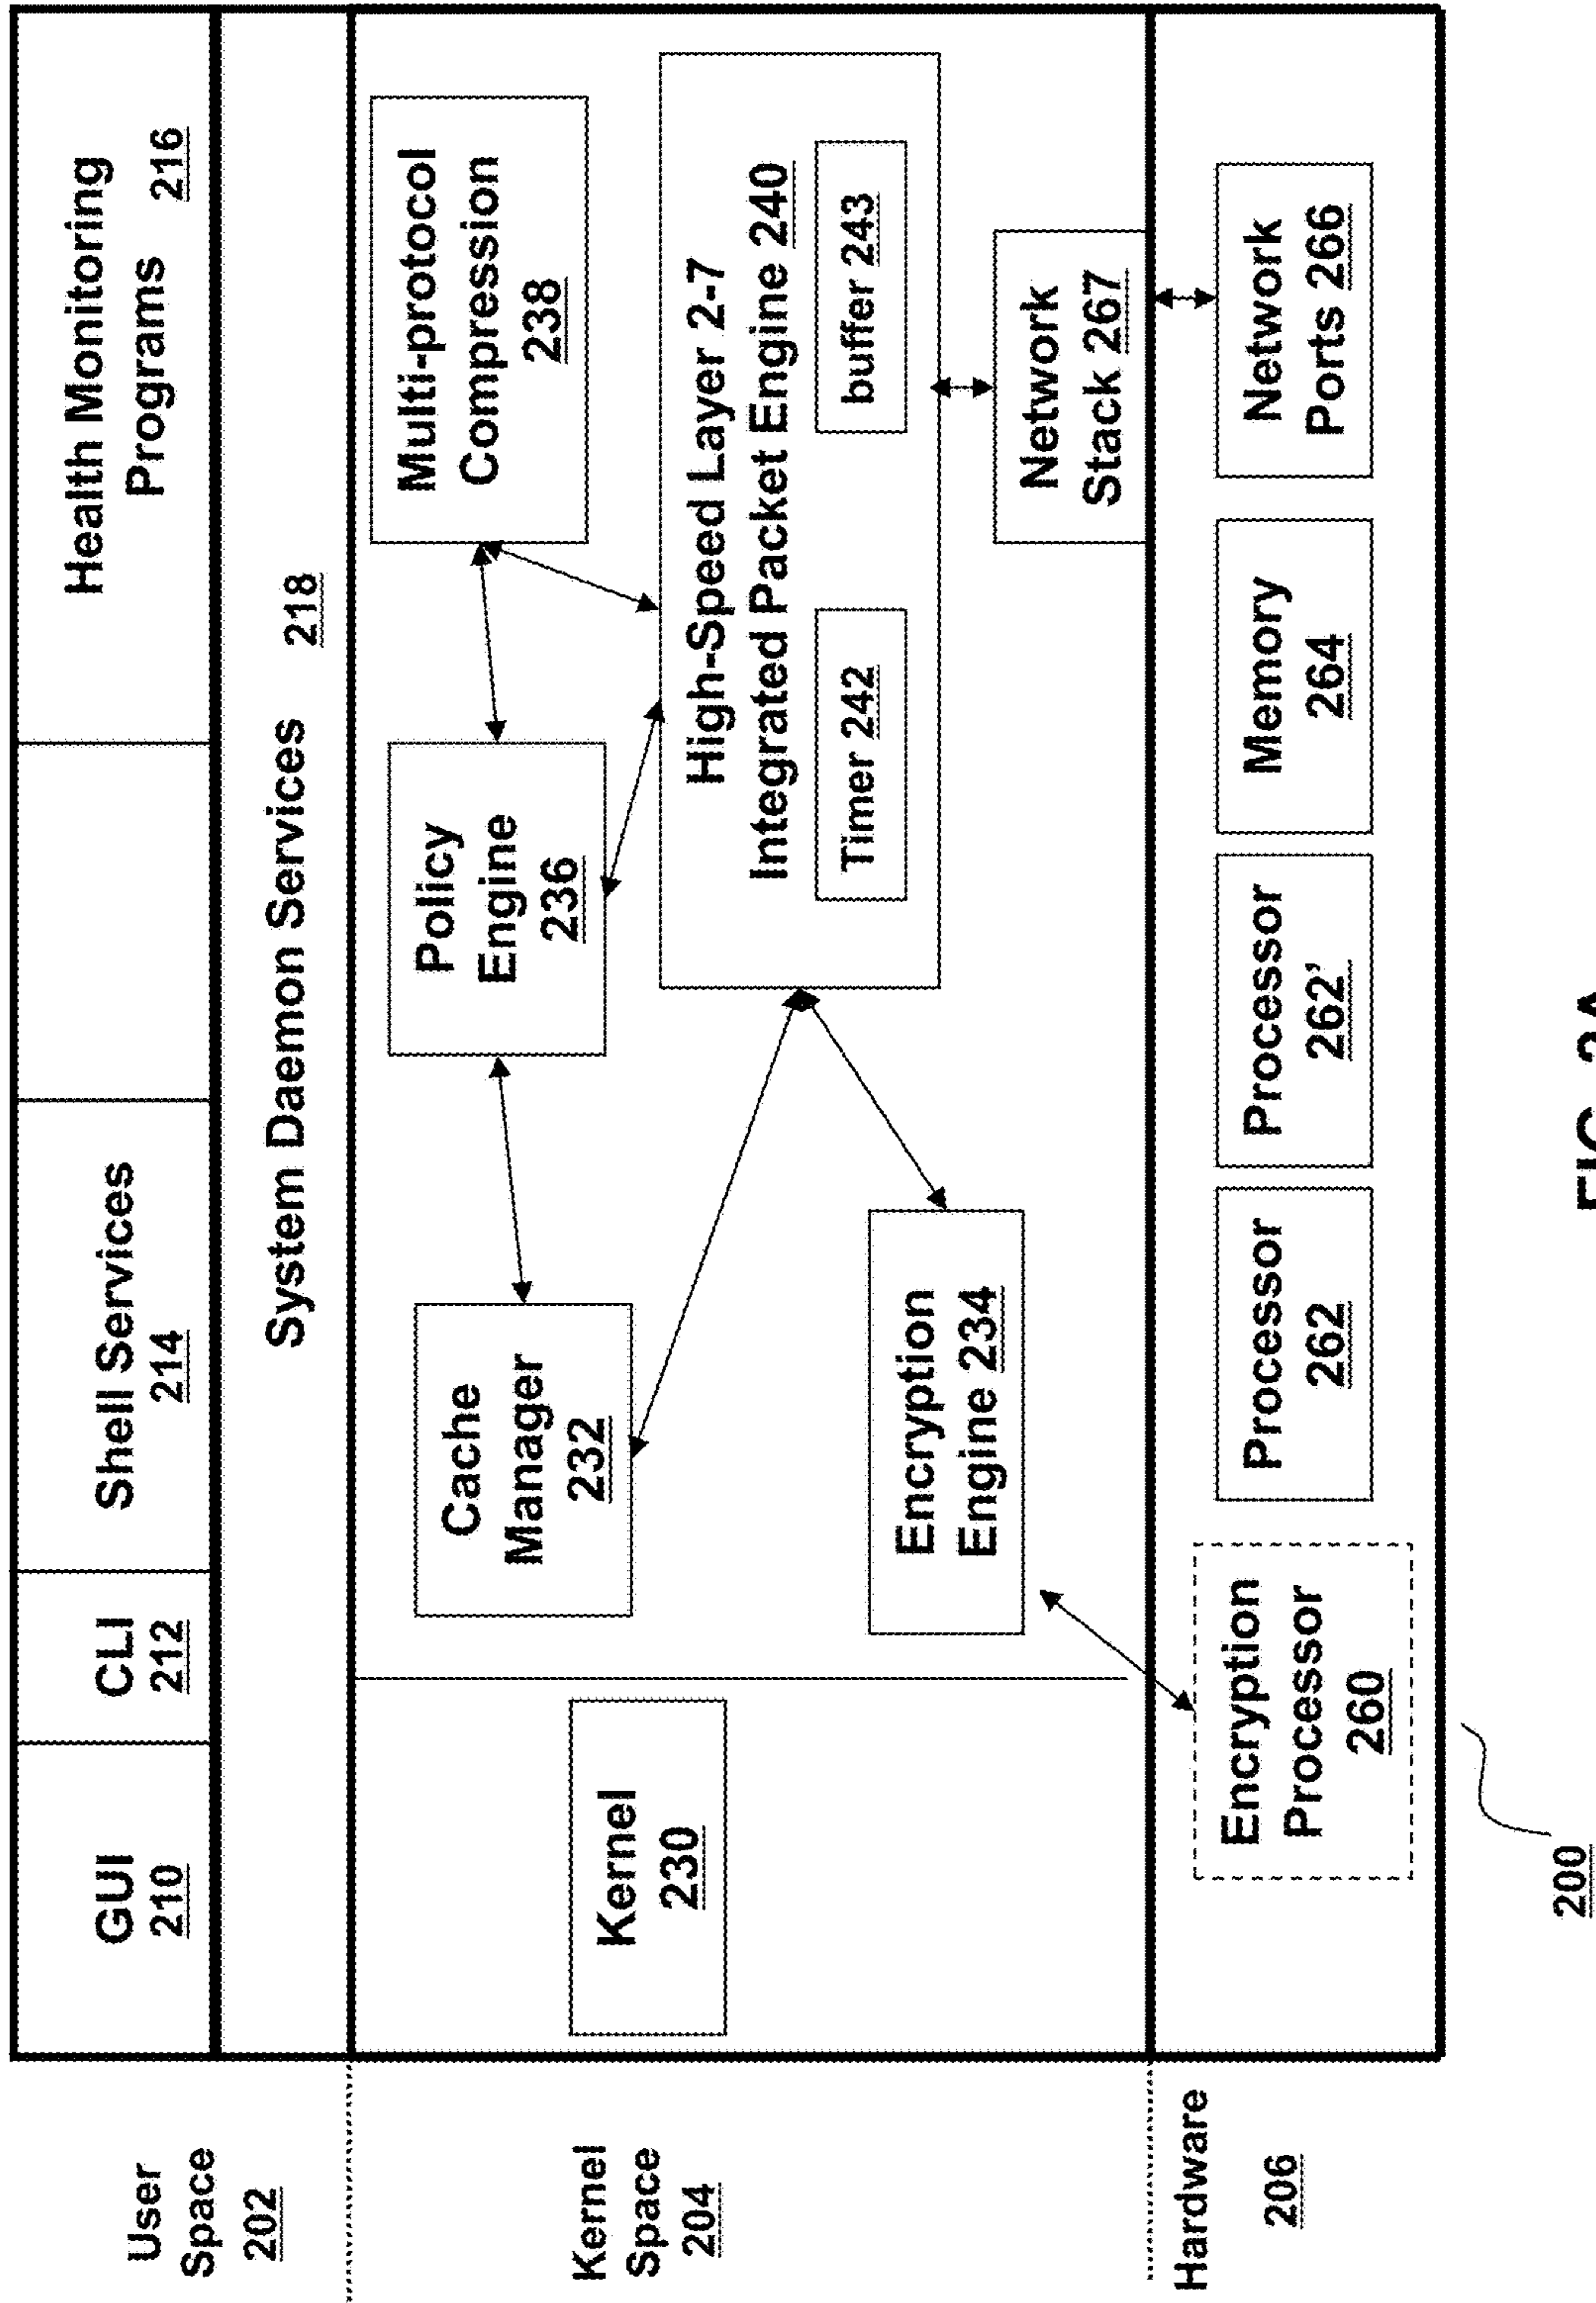 User
Space
202
GUI
210
CLI
212
Shell Services
214
Health Monitoring
Programs 216
System Daemon Services 218
Kernel
Space
204
Kernel
230
Cache
Manager
232
Policy
Engine
236
Multi-protocol
Compression
238
High-Speed Layer 2-7
Integrated Packet Engine 240
Timer 242
buffer 243
Encryption
Engine 234
Network
Stack 267
Hardware
206
Encryption
Processor
260
Processor
262
Processor
262'
Memory
264
Network
Ports 266
200